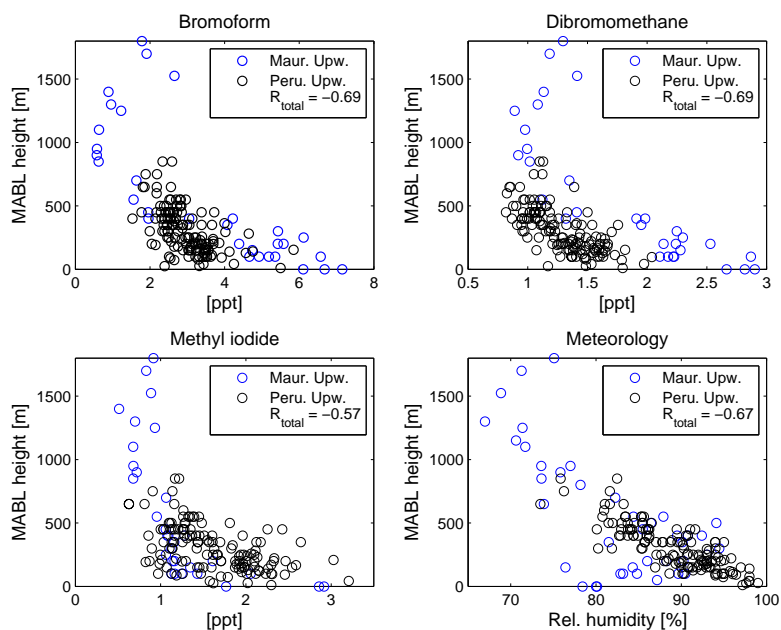 Bromoform
MABL height [m]
1500
1000
500
0
Maur. Upw.
Peru. Upw.
R_total = −0.69
0 2 4 6 8
[ppt]
Dibromomethane
MABL height [m]
1500
1000
500
0
Maur. Upw.
Peru. Upw.
R_total = −0.69
0.5 1 1.5 2 2.5 3
[ppt]
Methyl iodide
MABL height [m]
1500
1000
500
0
Maur. Upw.
Peru. Upw.
R_total = −0.57
0 1 2 3
[ppt]
Meteorology
MABL height [m]
1500
1000
500
0
Maur. Upw.
Peru. Upw.
R_total = −0.67
70 80 90 100
Rel. humidity [%]